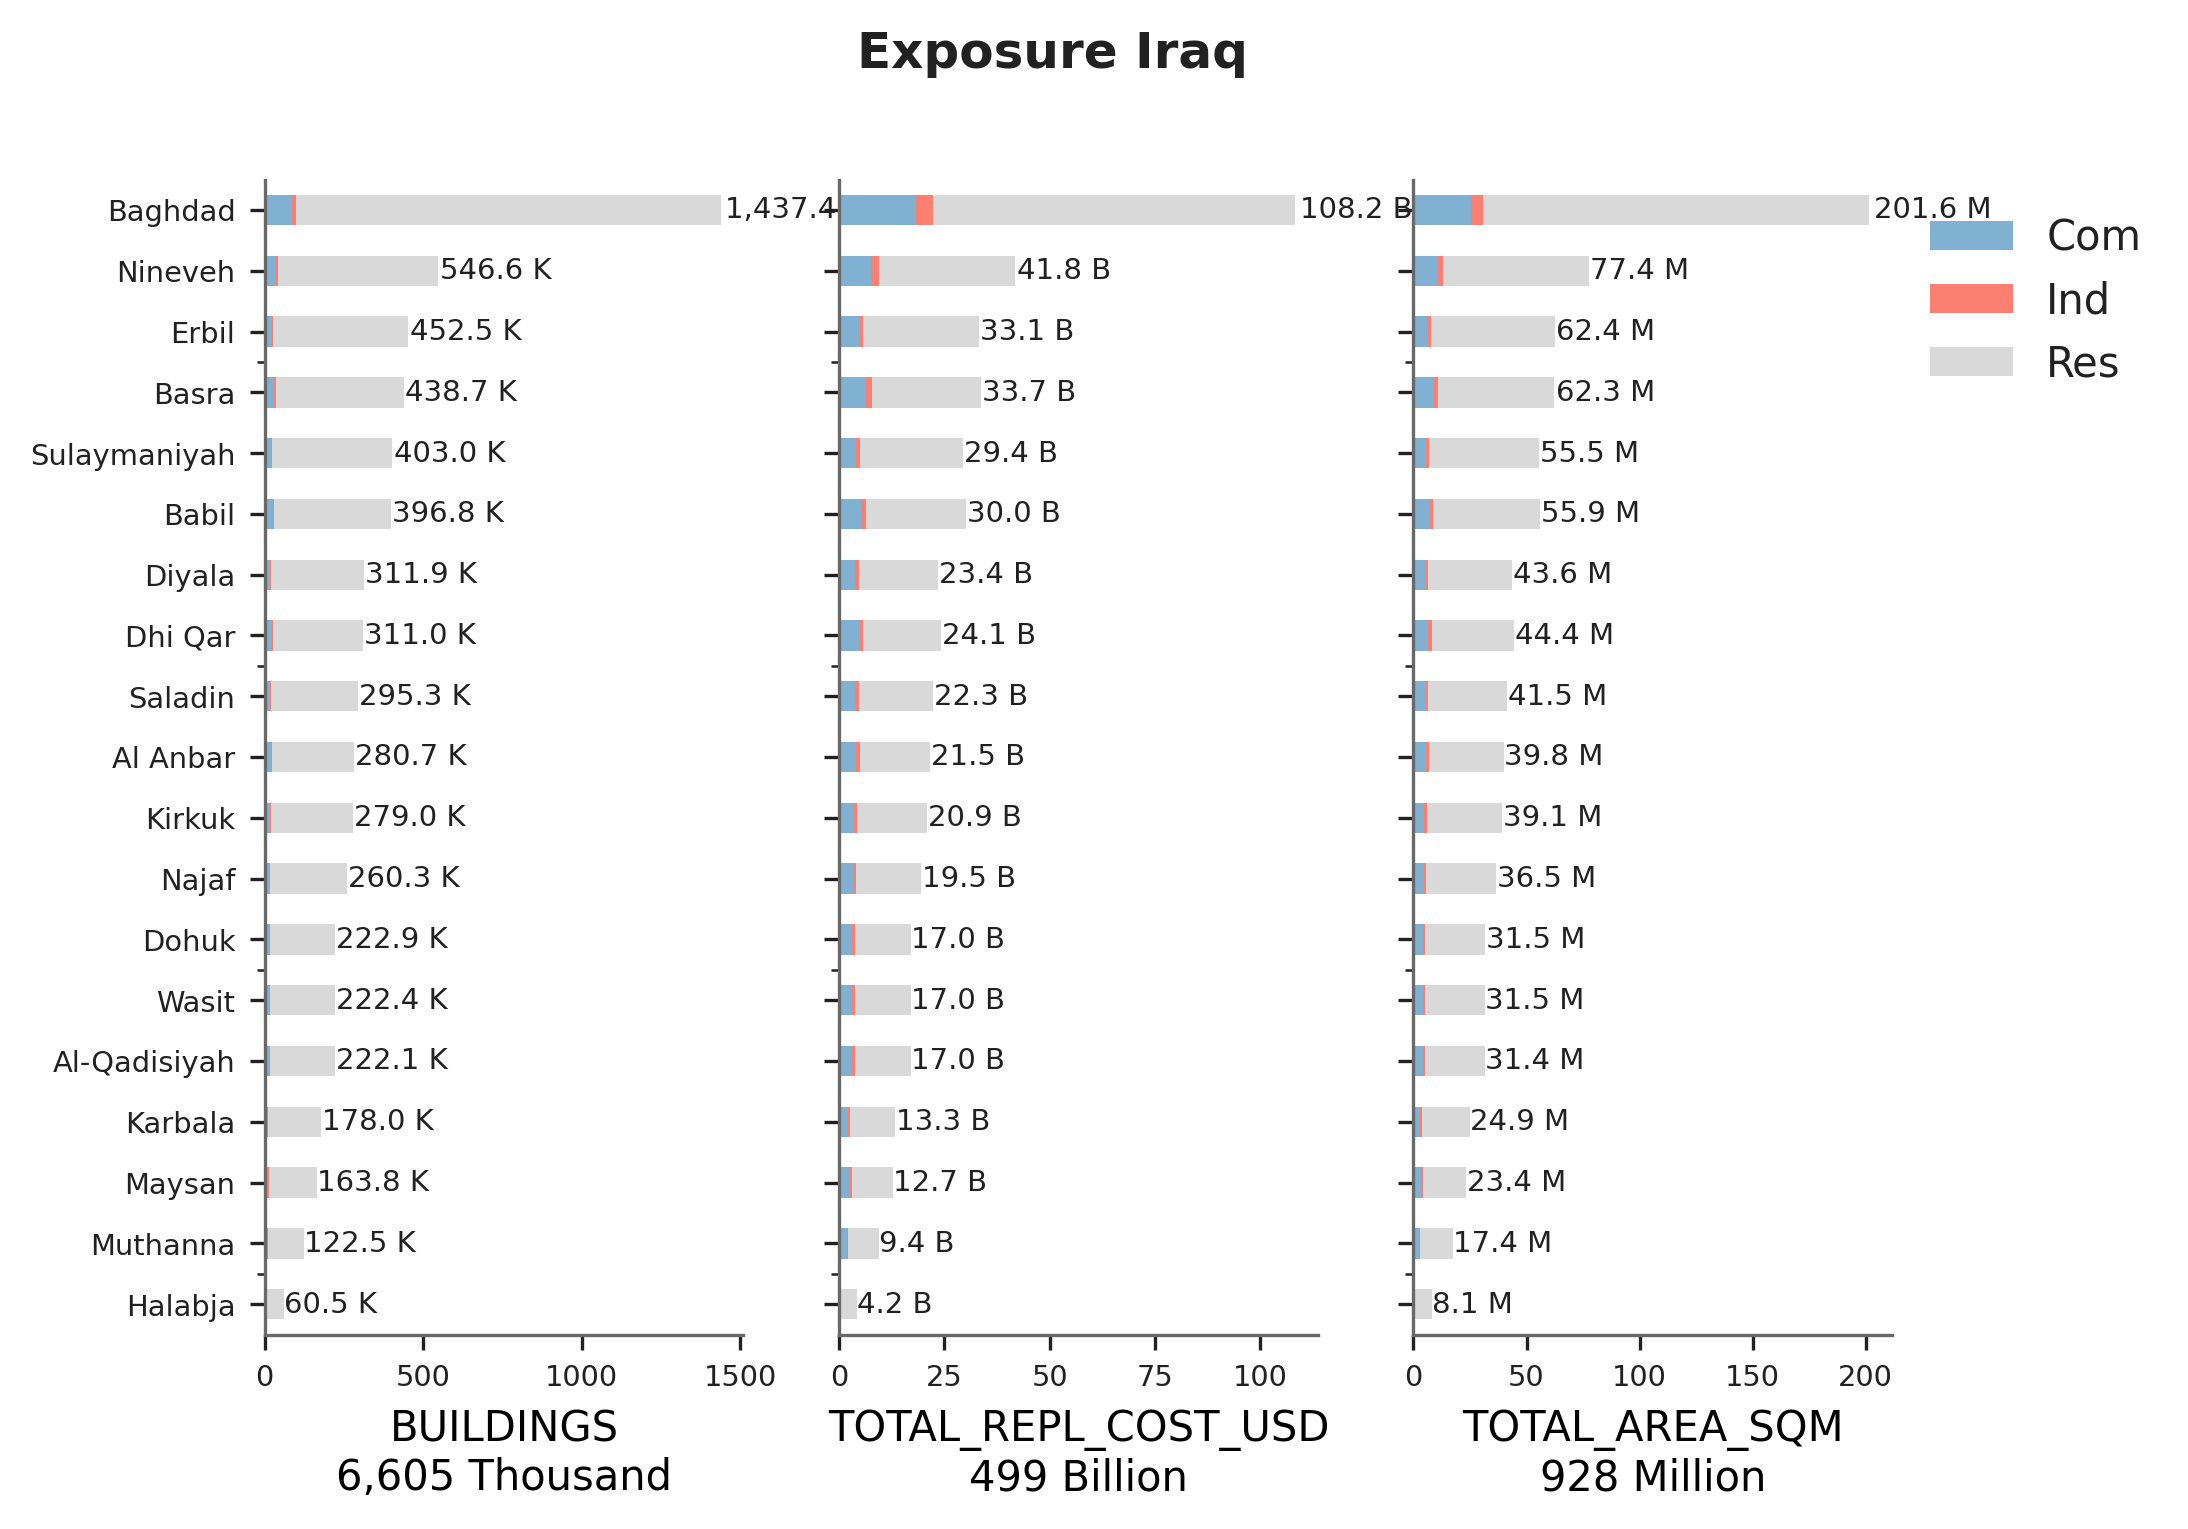 Exposure Iraq
Baghdad 1,437.4 108.2 B 201.6 M
Nineveh 546.6 K 41.8 B 77.4 M
Erbil 452.5 K 33.1 B 62.4 M
Basra 438.7 K 33.7 B 62.3 M
Sulaymaniyah 403.0 K 29.4 B 55.5 M
Babil 396.8 K 30.0 B 55.9 M
Diyala 311.9 K 23.4 B 43.6 M
Dhi Qar 311.0 K 24.1 B 44.4 M
Saladin 295.3 K 22.3 B 41.5 M
Al Anbar 280.7 K 21.5 B 39.8 M
Kirkuk 279.0 K 20.9 B 39.1 M
Najaf 260.3 K 19.5 B 36.5 M
Dohuk 222.9 K 17.0 B 31.5 M
Wasit 222.4 K 17.0 B 31.5 M
Al-Qadisiyah 222.1 K 17.0 B 31.4 M
Karbala 178.0 K 13.3 B 24.9 M
Maysan 163.8 K 12.7 B 23.4 M
Muthanna 122.5 K 9.4 B 17.4 M
Halabja 60.5 K 4.2 B 8.1 M
0 500 1000 1500 0 25 50 75 100 0 50 100 150 200
BUILDINGS
6,605 Thousand
TOTAL_REPL_COST_USD
499 Billion
TOTAL_AREA_SQM
928 Million
Com
Ind
Res